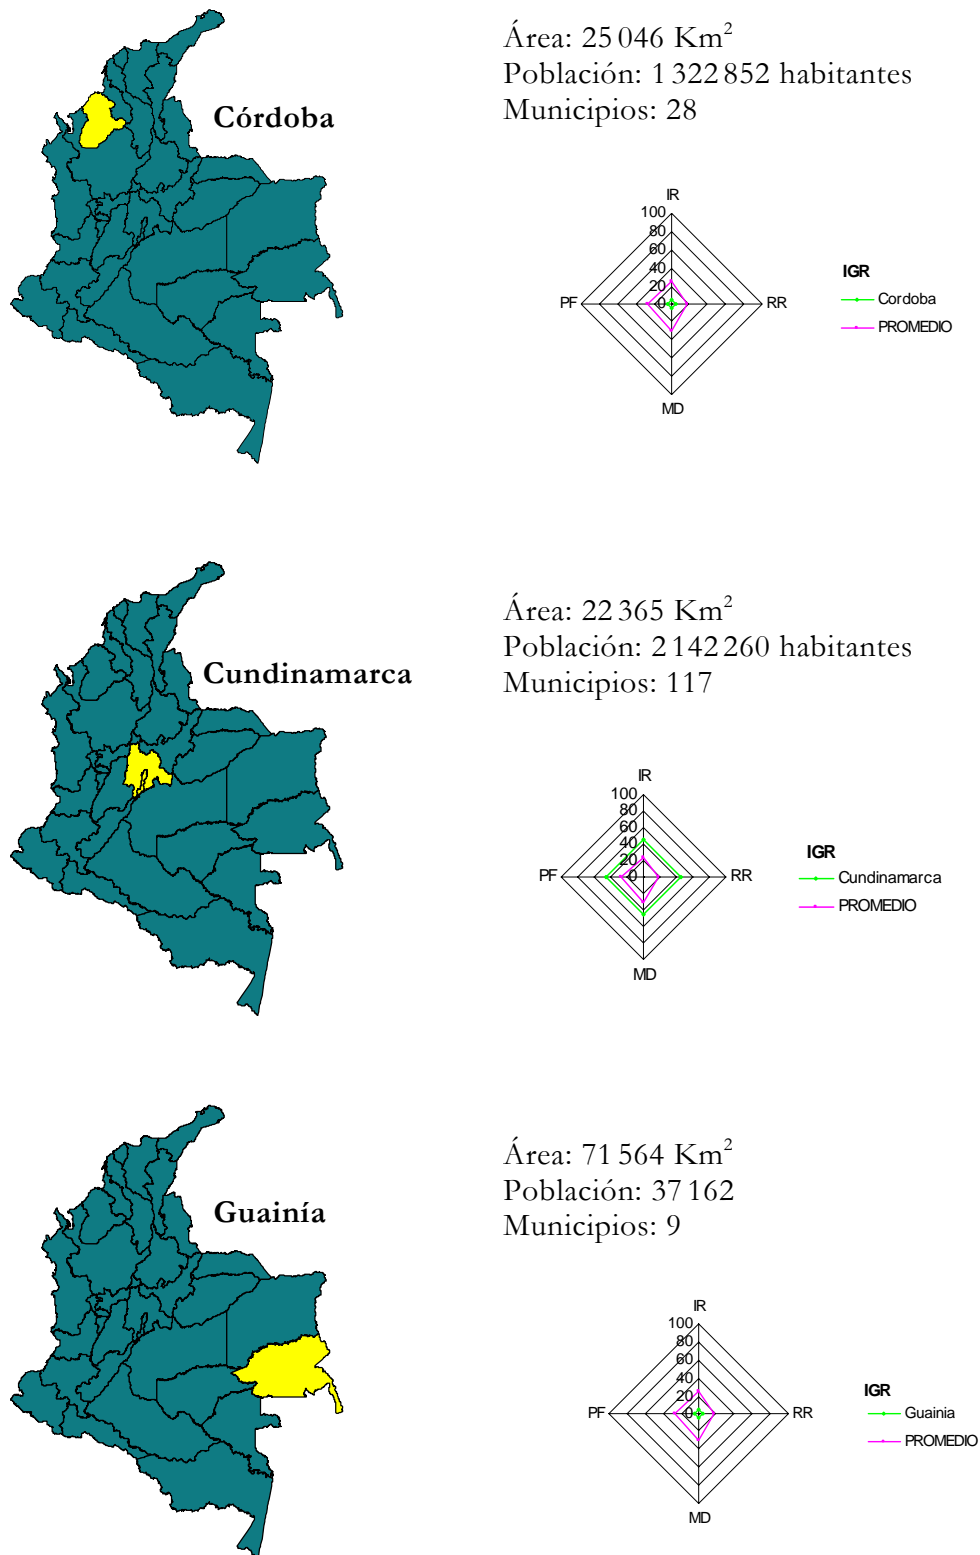 Córdoba
Área: 25 046 Km²
Población: 1 322 852 habitantes
Municipios: 28
IR
100
80
60
40
20
0
PF
RR
MD
IGR
Cordoba
PROMEDIO
Cundinamarca
Área: 22 365 Km²
Población: 2 142 260 habitantes
Municipios: 117
IR
100
80
60
40
20
0
PF
RR
MD
IGR
Cundinamarca
PROMEDIO
Guainía
Área: 71 564 Km²
Población: 37 162
Municipios: 9
IR
100
80
60
40
20
0
PF
RR
MD
IGR
Guainia
PROMEDIO